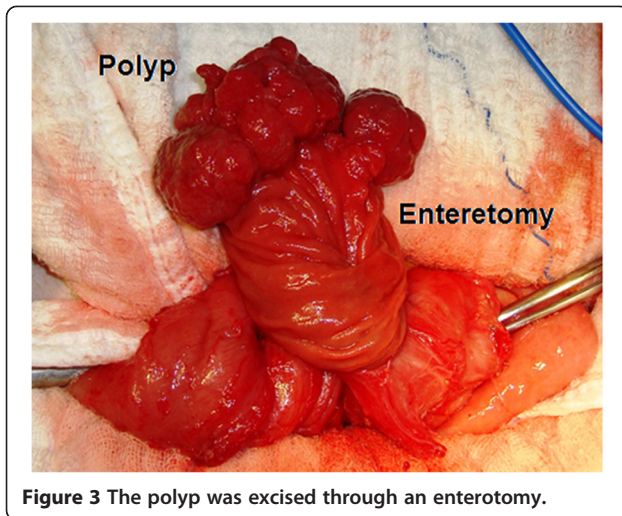 Polyp
Enteretomy
Figure 3 The polyp was excised through an enterotomy.